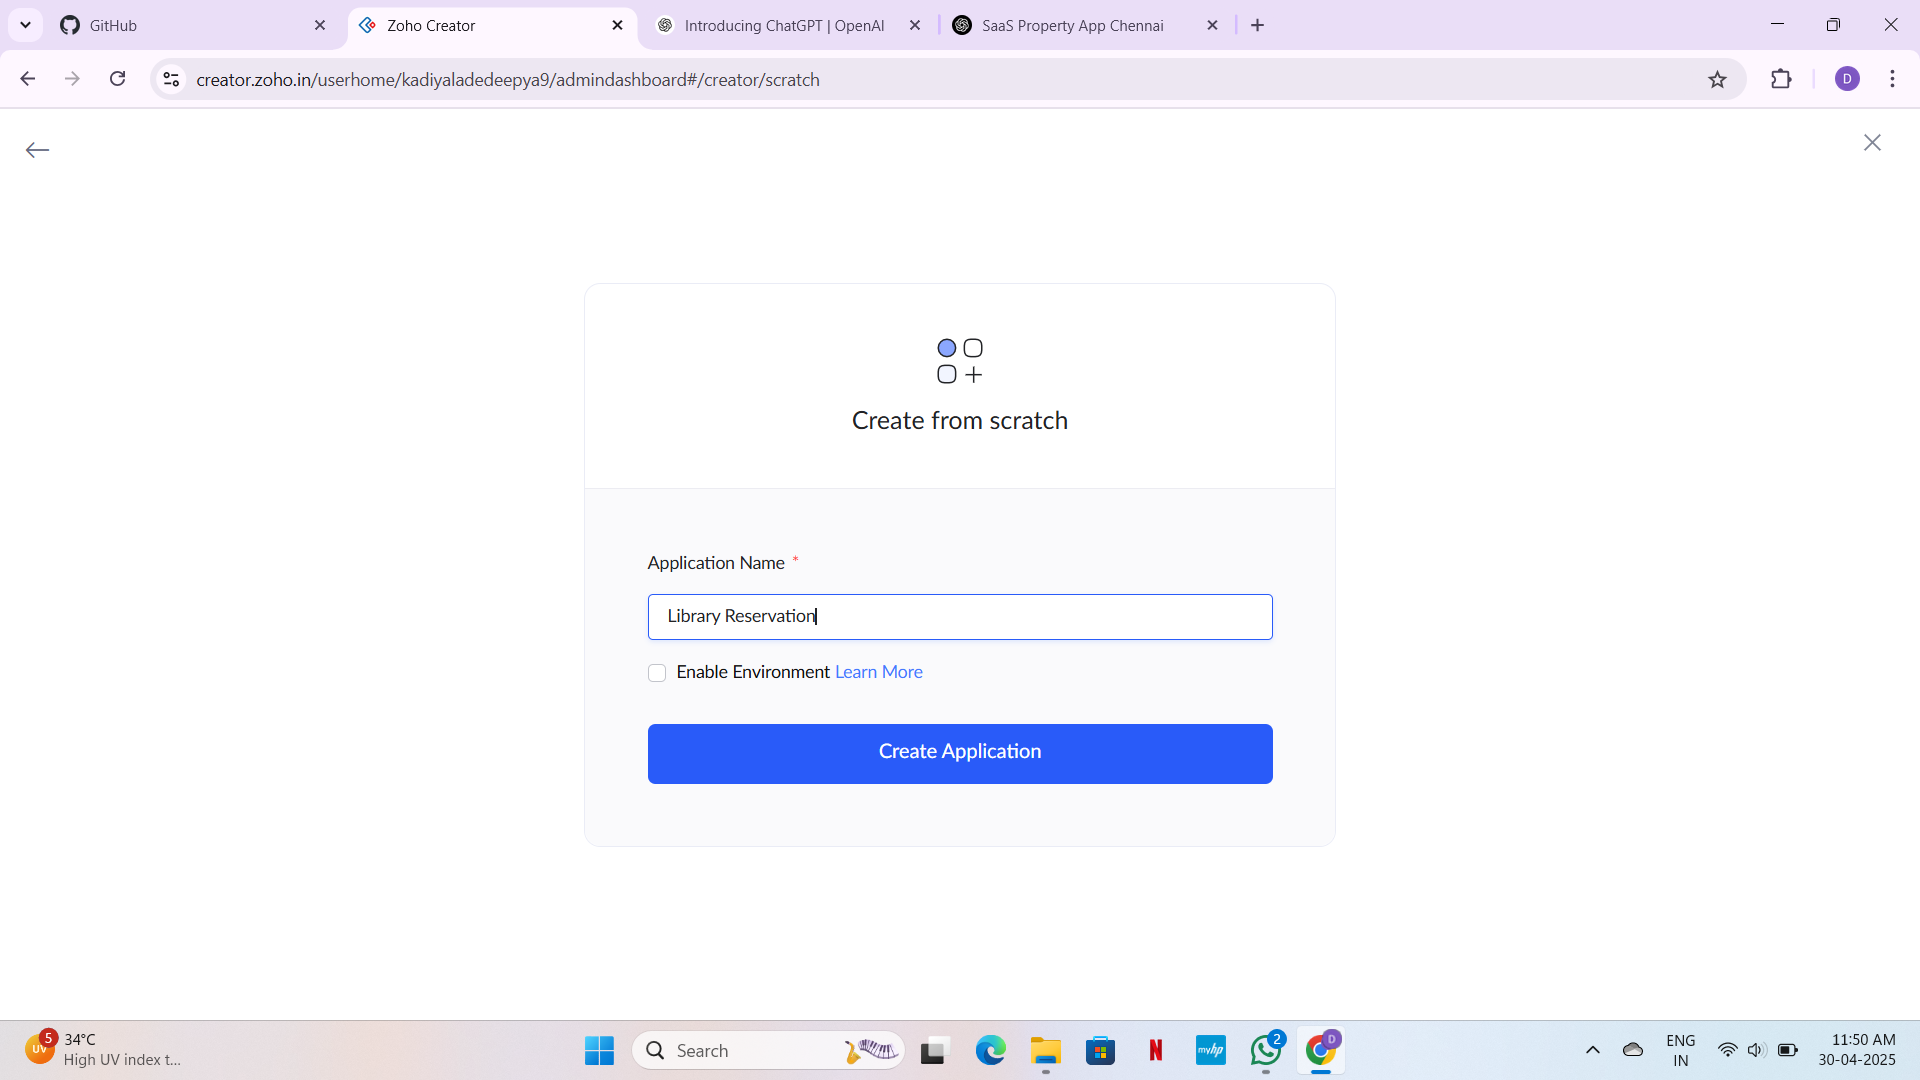 GitHub
Zoho Creator
Introducing ChatGPT | OpenAI
SaaS Property App Chennai
creator.zoho.in/userhome/kadiyaladedeepya9/admindashboard#/creator/scratch
D
Create from scratch
Application Name *
Library Reservation
Enable Environment Learn More
Create Application
UV
5
34°C
High UV index t...
Search
N
myhp
2
D
ENG
IN
11:50 AM
30-04-2025